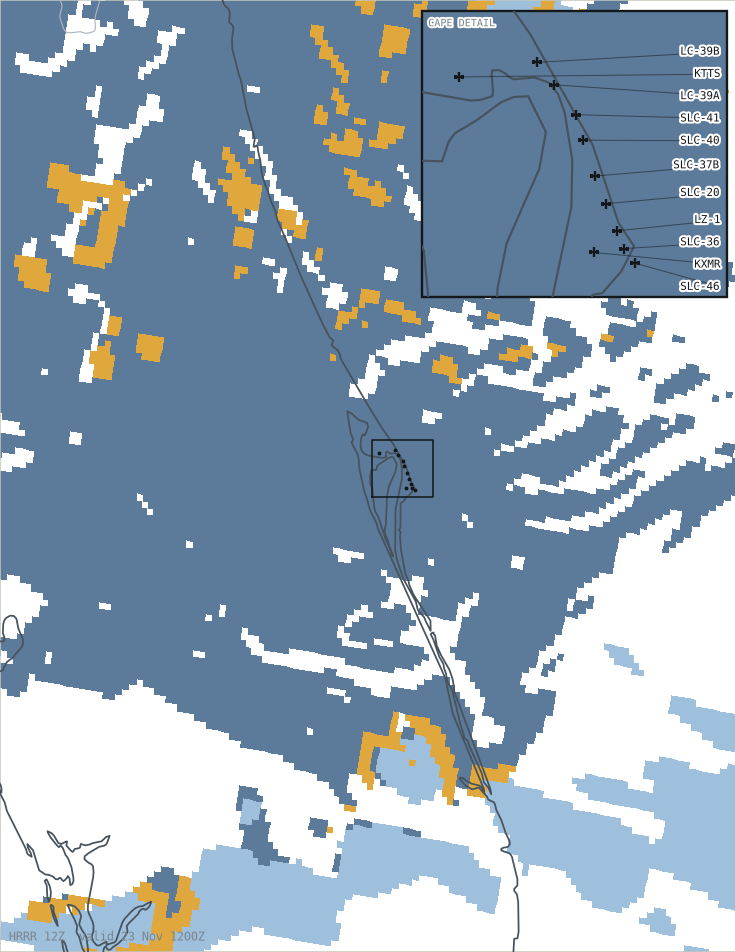 CAPE DETAIL
LC-39B
KTTS
LC-39A
SLC-41
SLC-40
SLC-37B
SLC-20
LZ-1
SLC-36
KXMR
SLC-46
HRRR 12Z valid 23 Nov 1200Z